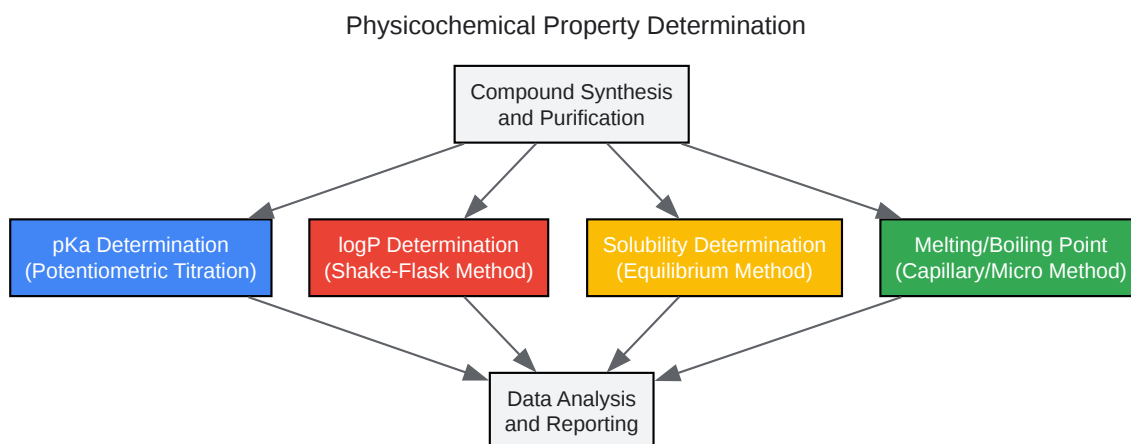 Physicochemical Property Determination
Compound Synthesis
and Purification
pKa Determination
(Potentiometric Titration)
logP Determination
(Shake-Flask Method)
Solubility Determination
(Equilibrium Method)
Melting/Boiling Point
(Capillary/Micro Method)
Data Analysis
and Reporting